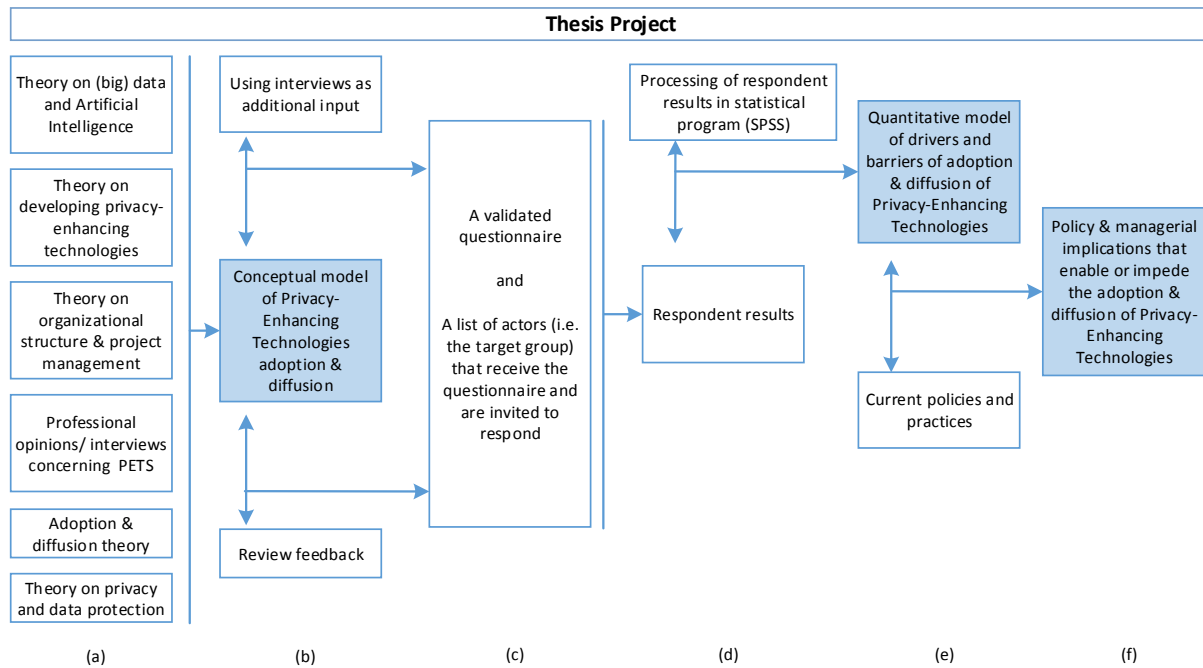 Thesis Project
Theory on (big) data
and Artificial
Intelligence
Theory on
developing privacy-
enhancing
technologies
Theory on
organizational
structure & project
management
Professional
opinions/ interviews
concerning PETS
Adoption &
diffusion theory
Theory on privacy
and data protection
Using interviews as
additional input
Conceptual model
of Privacy-
Enhancing
Technologies
adoption &
diffusion
Review feedback
A validated
questionnaire
and
A list of actors (i.e.
the target group)
that receive the
questionnaire and
are invited to
respond
Processing of
respondent
results in statistical
program (SPSS)
Respondent results
Quantitative model
of drivers and
barriers of adoption
& diffusion of
Privacy-Enhancing
Technologies
Current policies and
practices
Policy & managerial
implications that
enable or impede
the adoption &
diffusion of Privacy-
Enhancing
Technologies
(a)
(b)
(c)
(d)
(e)
(f)